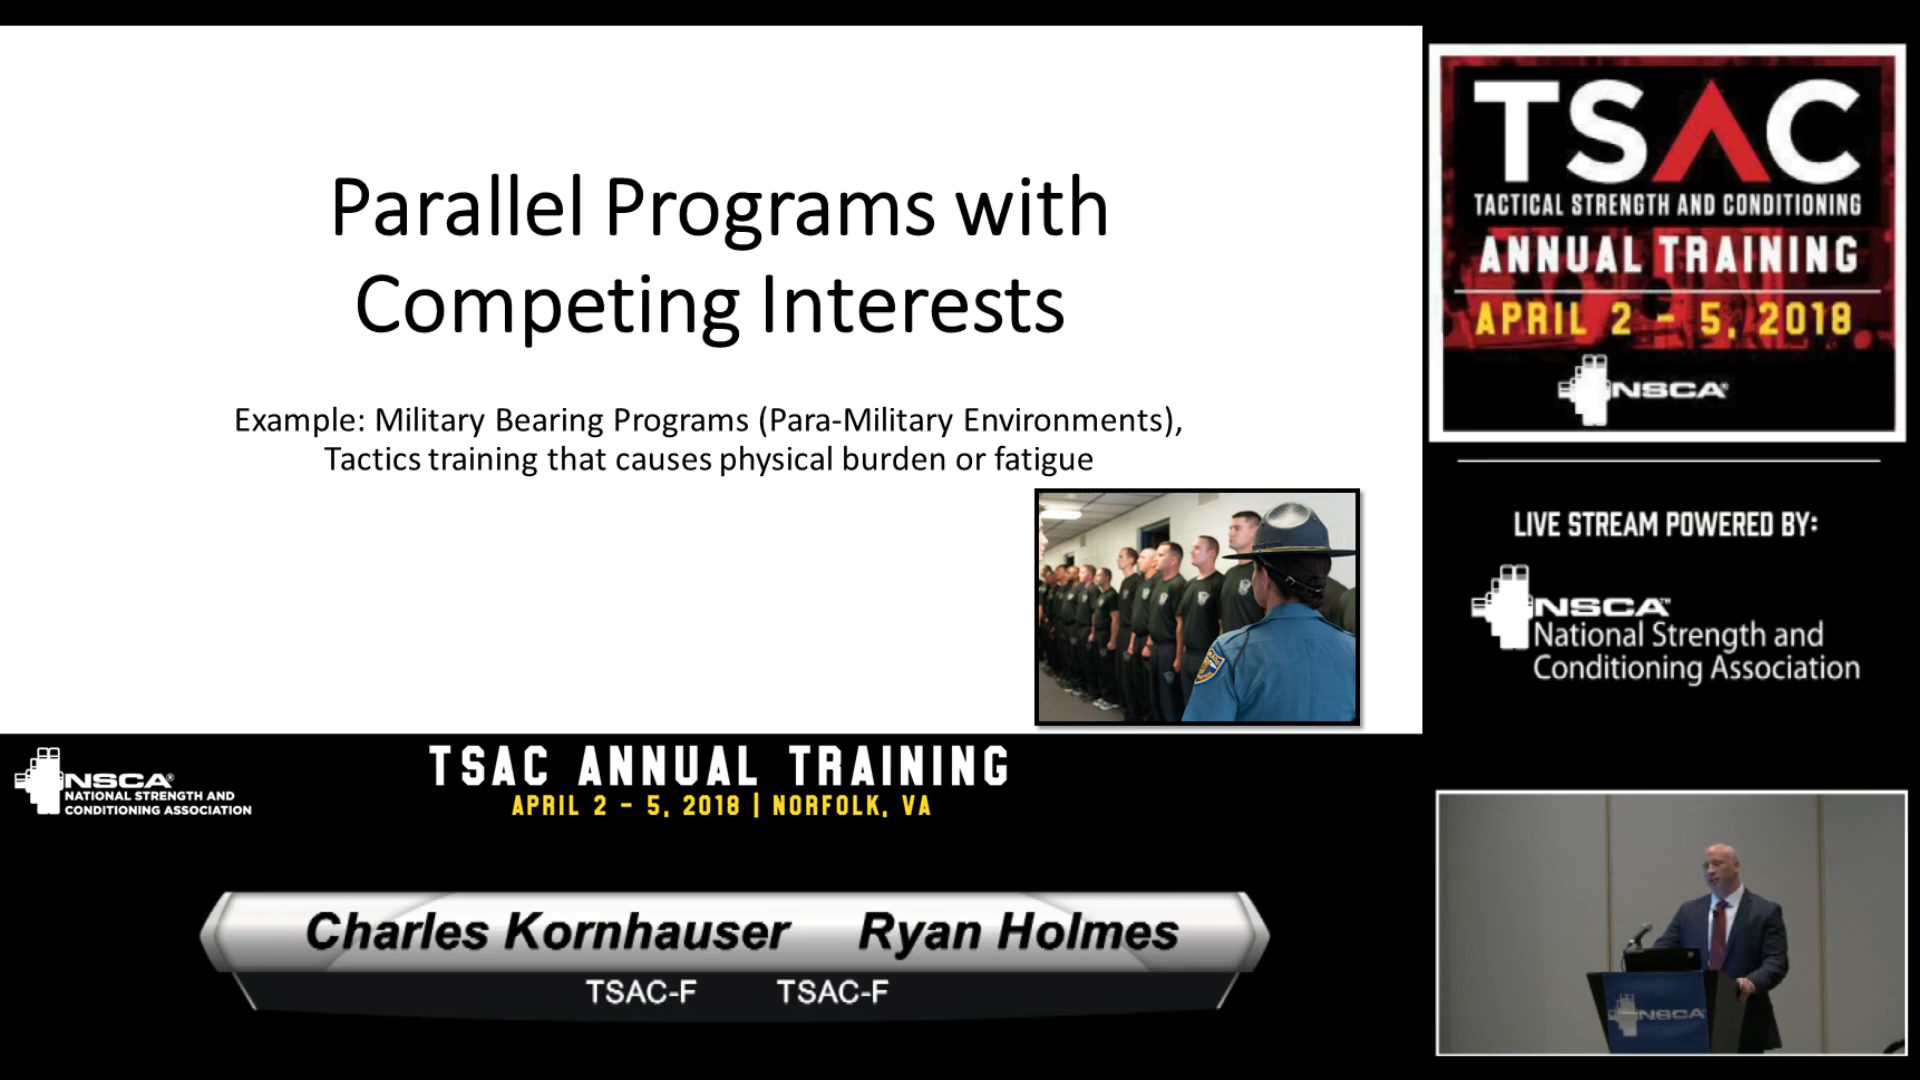 Parallel Programs with
Competing Interests
Example: Military Bearing Programs (Para-Military Environments),
Tactics training that causes physical burden or fatigue
TSAC
TACTICAL STRENGTH AND CONDITIONING
ANNUAL TRAINING
APRIL 2 - 5, 2018
NSCA®
LIVE STREAM POWERED BY:
NSCA™
National Strength and
Conditioning Association
NSCA®
NATIONAL STRENGTH AND
CONDITIONING ASSOCIATION
TSAC ANNUAL TRAINING
APRIL 2 - 5, 2018 | NORFOLK, VA
Charles Kornhauser Ryan Holmes
TSAC-F TSAC-F
NSCA